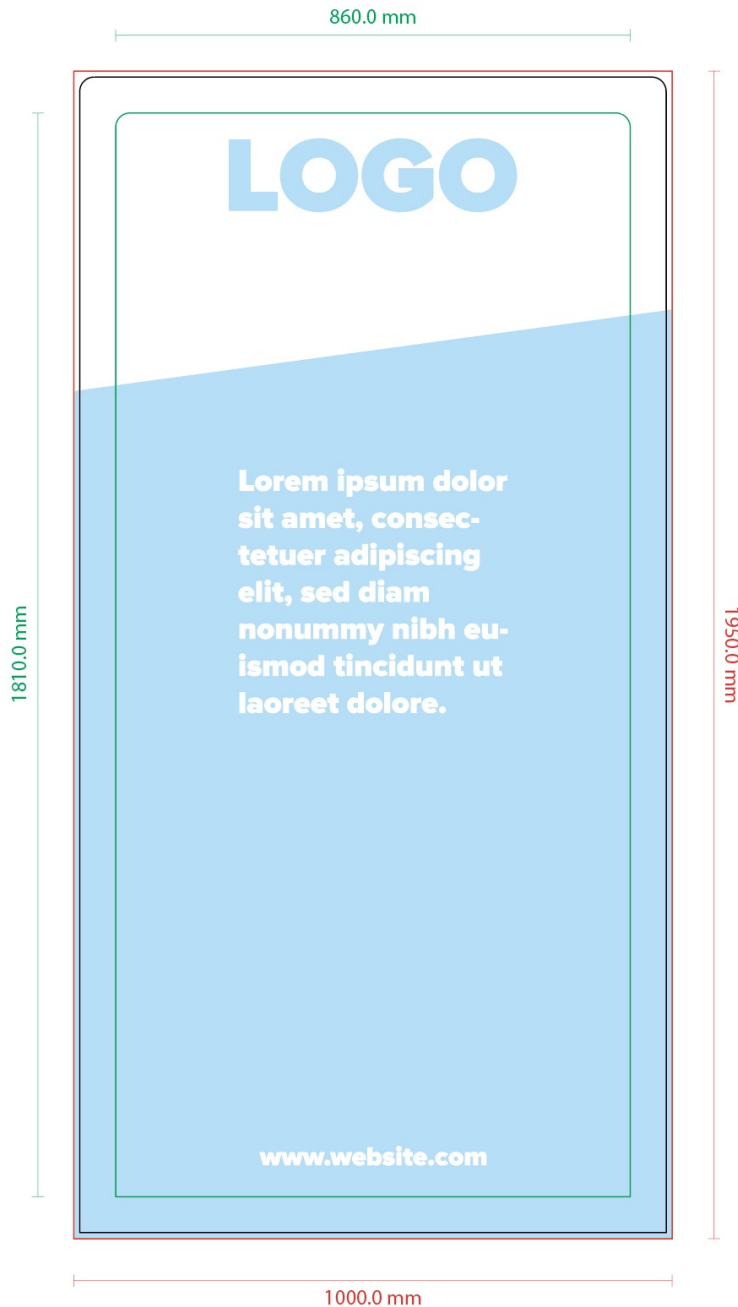 860.0 mm
LOGO
Lorem ipsum dolor
sit amet, consec-
tetuer adipiscing
elit, sed diam
nonummy nibh eu-
ismod tincidunt ut
laoreet dolore.
1810.0 mm
1950.0 mm
www.website.com
1000.0 mm